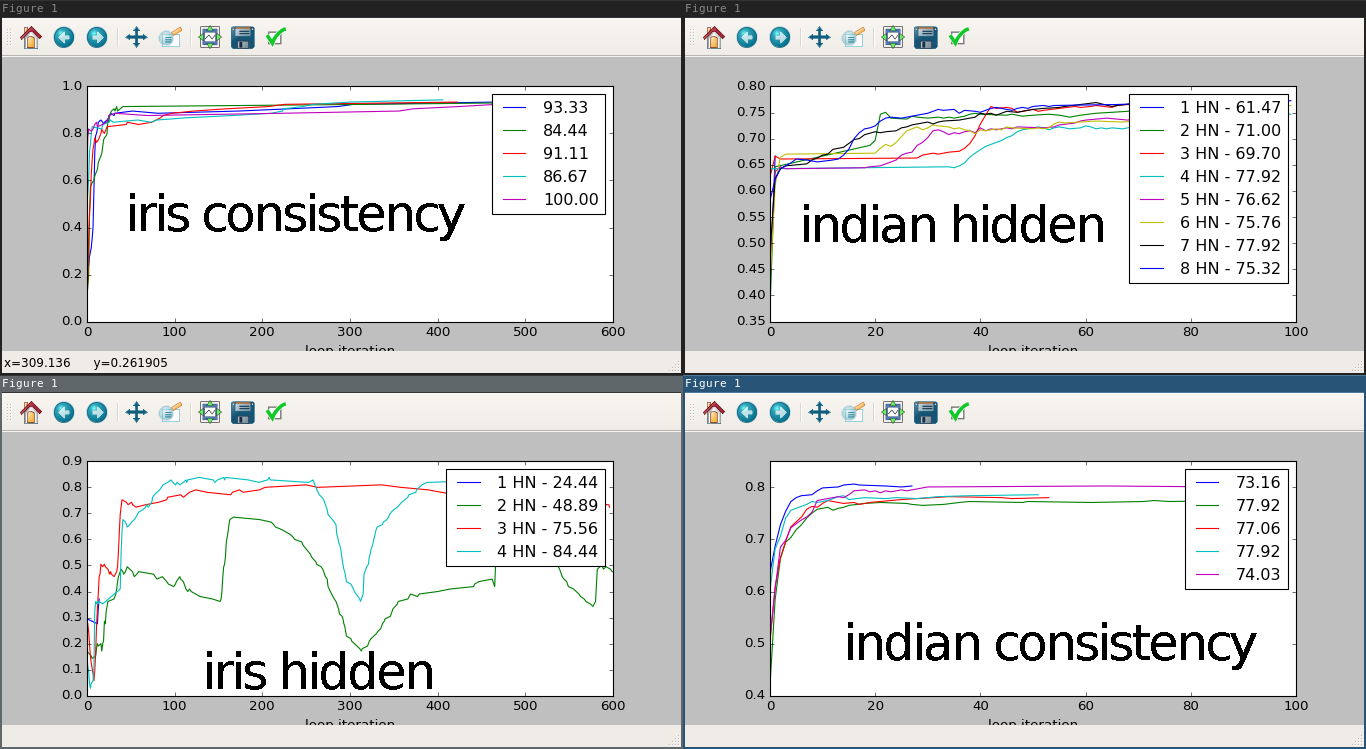 Figure 1
1.0
0.8
0.6
0.4
0.2
0.0
0
100
200
300
400
500
600
93.33
84.44
91.11
86.67
100.00
iris consistency
loop iteration
x=309.136 y=0.261905
Figure 1
0.80
0.75
0.70
0.65
0.60
0.55
0.50
0.45
0.40
0.35
0
20
40
60
80
100
1 HN - 61.47
2 HN - 71.00
3 HN - 69.70
4 HN - 77.92
5 HN - 76.62
6 HN - 75.76
7 HN - 77.92
8 HN - 75.32
indian hidden
loop iteration
Figure 1
0.9
0.8
0.7
0.6
0.5
0.4
0.3
0.2
0.1
0.0
0
100
200
300
400
500
600
1 HN - 24.44
2 HN - 48.89
3 HN - 75.56
4 HN - 84.44
iris hidden
loop iteration
Figure 1
0.8
0.7
0.6
0.5
0.4
0
20
40
60
80
100
73.16
77.92
77.06
77.92
74.03
indian consistency
loop iteration